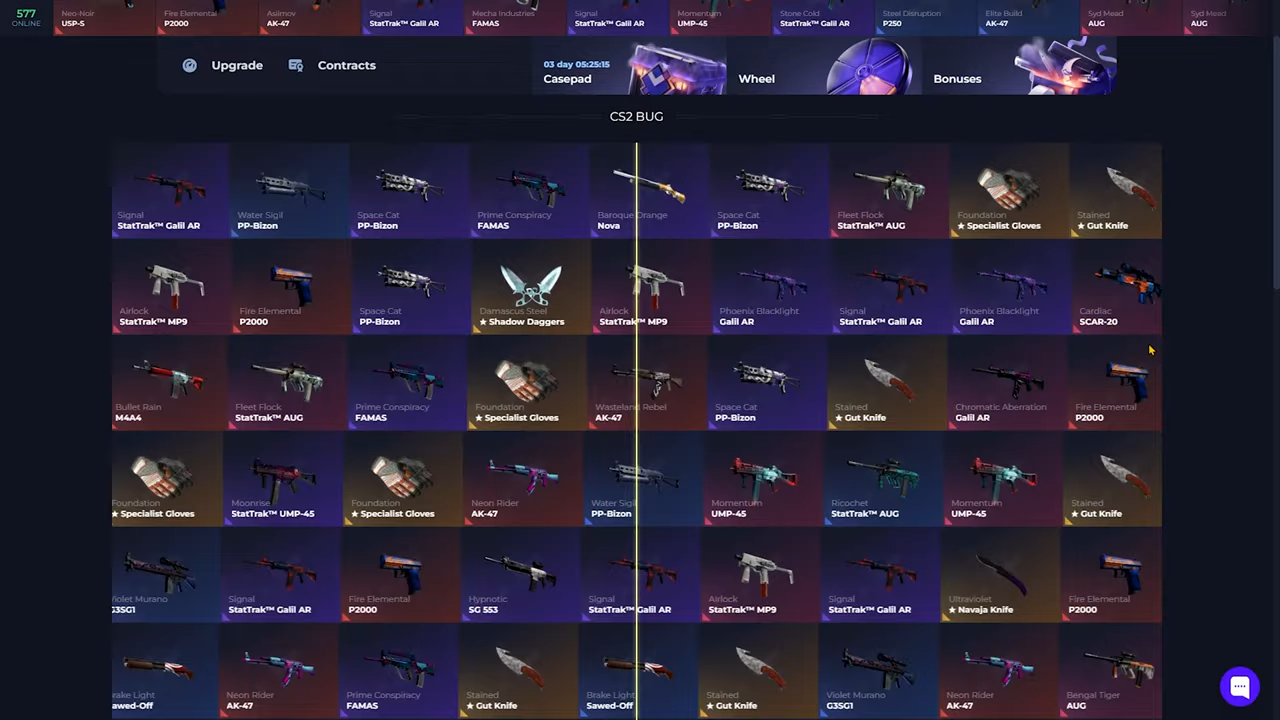 577
ONLINE
Neo-Noir
USP-S
Fire Elemental
P2000
Asiimov
AK-47
Signal
StatTrak™ Galil AR
Mecha Industries
FAMAS
Signal
StatTrak™ Galil AR
Momentum
UMP-45
Stone Cold
StatTrak™ Galil AR
Steel Disruption
P250
Elite Build
AK-47
Syd Mead
AUG
Syd Mead
AUG
Upgrade
Contracts
03 day 05:25:15
Casepad
Wheel
Bonuses
CS2 BUG
Signal
StatTrak™ Galil AR
Water Sigil
PP-Bizon
Space Cat
PP-Bizon
Prime Conspiracy
FAMAS
Baroque Orange
Nova
Space Cat
PP-Bizon
Fleet Flock
StatTrak™ AUG
Foundation
★ Specialist Gloves
Stained
★ Gut Knife
Airlock
StatTrak™ MP9
Fire Elemental
P2000
Space Cat
PP-Bizon
Damascus Steel
★ Shadow Daggers
Airlock
StatTrak™ MP9
Phoenix Blacklight
Galil AR
Signal
StatTrak™ Galil AR
Phoenix Blacklight
Galil AR
Cardiac
SCAR-20
Bullet Rain
M4A4
Fleet Flock
StatTrak™ AUG
Prime Conspiracy
FAMAS
Foundation
★ Specialist Gloves
Wasteland Rebel
AK-47
Space Cat
PP-Bizon
Stained
★ Gut Knife
Chromatic Aberration
Galil AR
Fire Elemental
P2000
Foundation
★ Specialist Gloves
Moonrise
StatTrak™ UMP-45
Foundation
★ Specialist Gloves
Neon Rider
AK-47
Water Sigil
PP-Bizon
Momentum
UMP-45
Ricochet
StatTrak™ AUG
Momentum
UMP-45
Stained
★ Gut Knife
Violet Murano
G3SG1
Signal
StatTrak™ Galil AR
Fire Elemental
P2000
Hypnotic
SG 553
Signal
StatTrak™ Galil AR
Airlock
StatTrak™ MP9
Signal
StatTrak™ Galil AR
Ultraviolet
★ Navaja Knife
Fire Elemental
P2000
rake Light
awed-Off
Neon Rider
AK-47
Prime Conspiracy
FAMAS
Stained
★ Gut Knife
Brake Light
Sawed-Off
Stained
★ Gut Knife
Violet Murano
G3SG1
Neon Rider
AK-47
Bengal Tiger
AUG